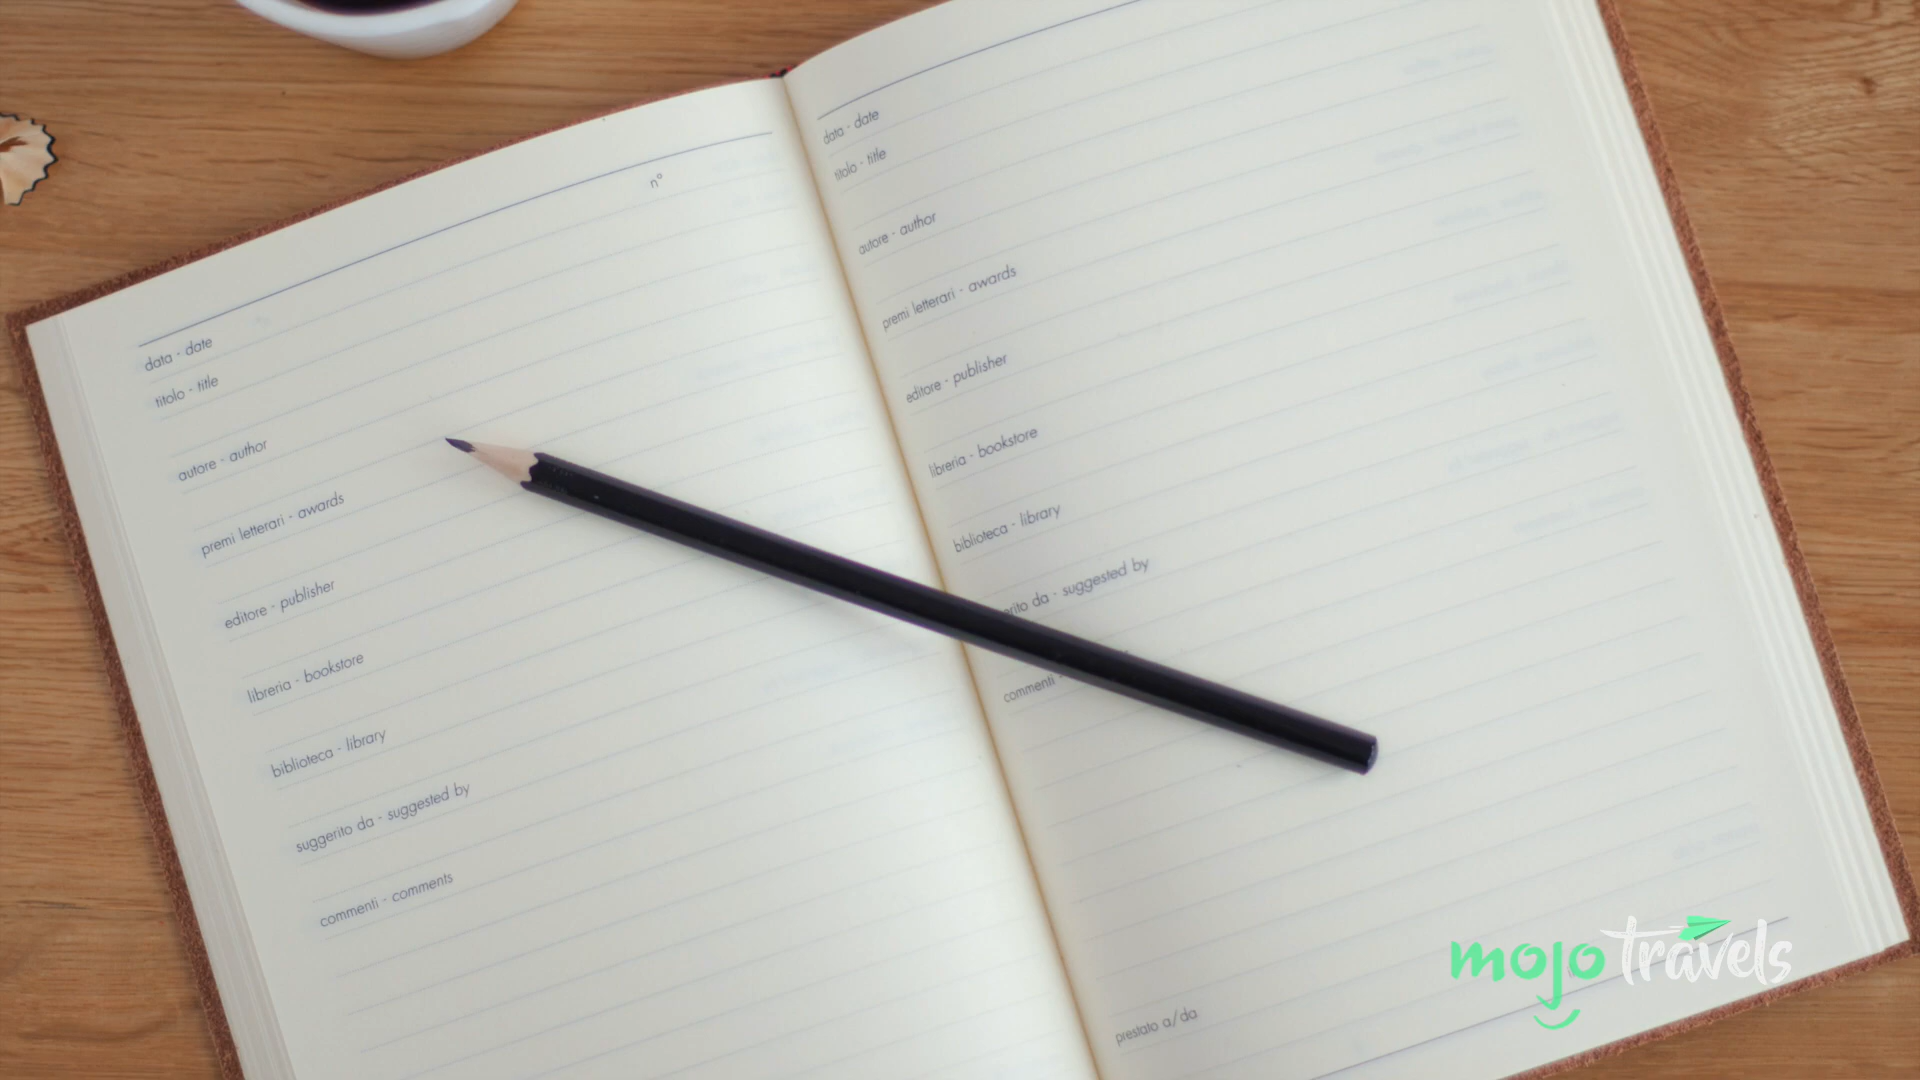 n°
data - date
titolo - title
autore - author
premi letterari - awards
editore - publisher
libreria - bookstore
biblioteca - library
suggerito da - suggested by
commenti - comments
data - date
titolo - title
autore - author
premi letterari - awards
editore - publisher
libreria - bookstore
biblioteca - library
da - suggested by
commenti -
prestato a/da
mojo travels